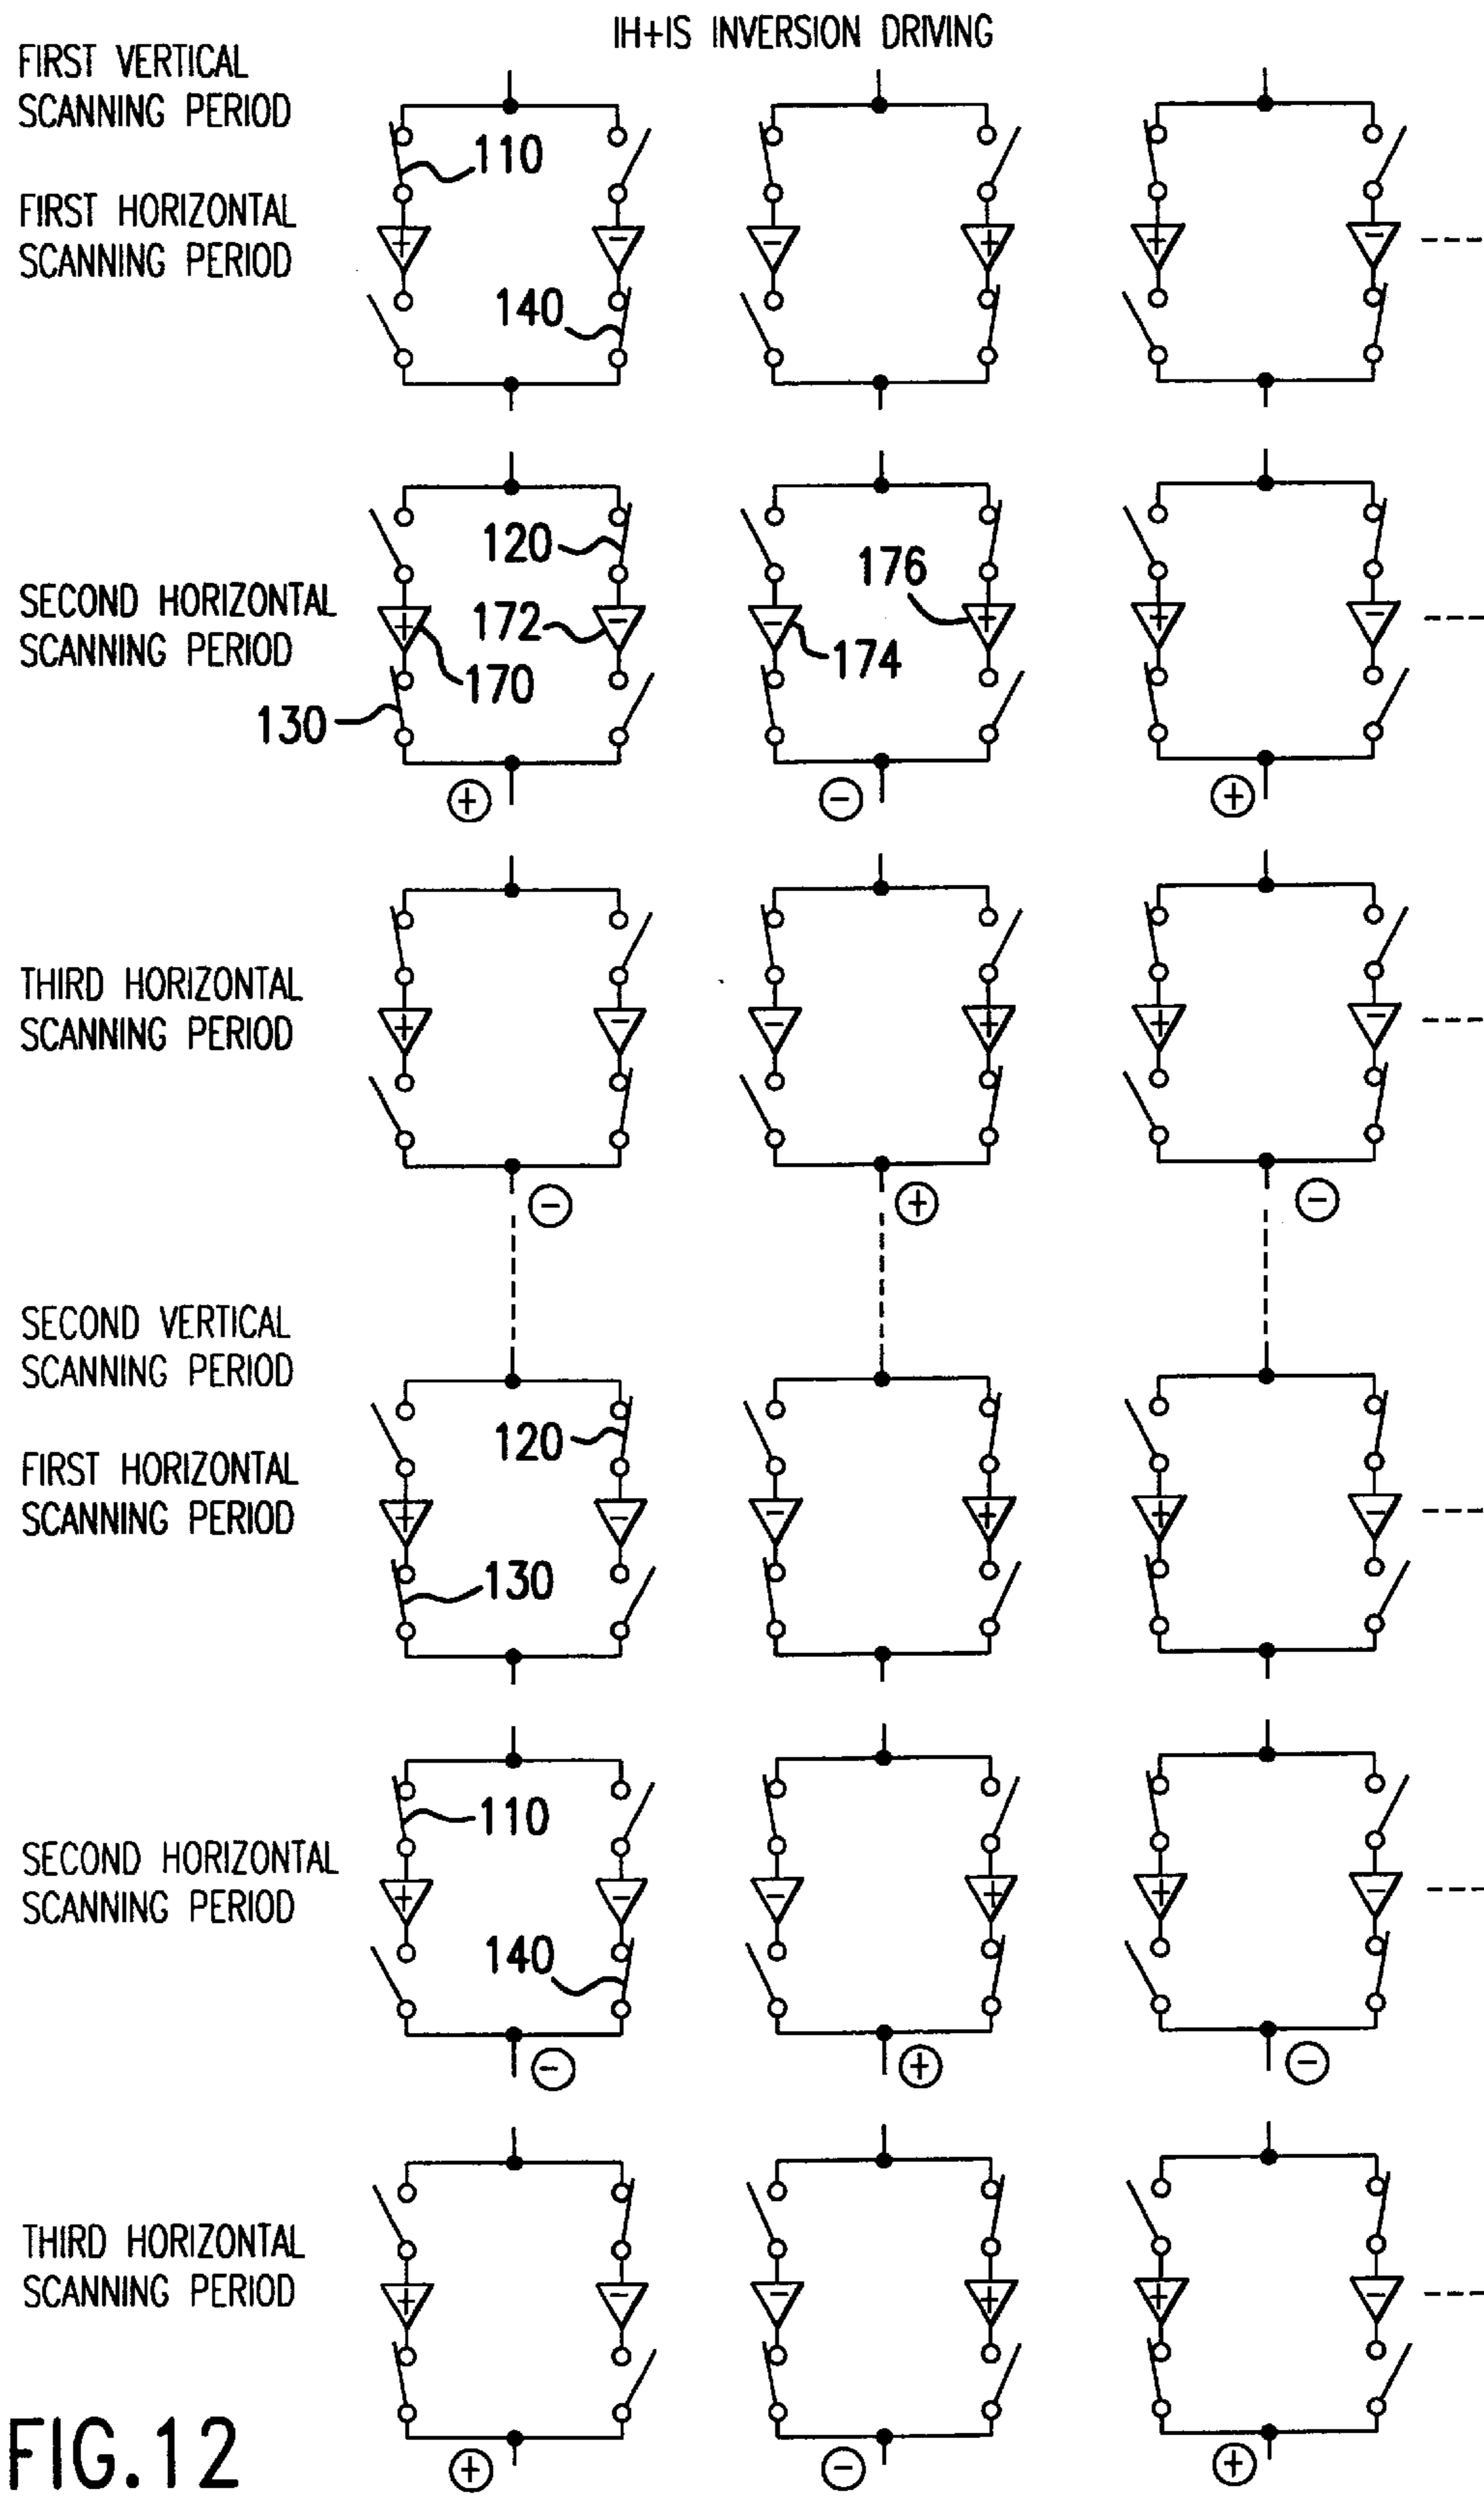 IH+IS INVERSION DRIVING
FIRST VERTICAL
SCANNING PERIOD
110
FIRST HORIZONTAL
SCANNING PERIOD
+ - - + + -
140
120
176
SECOND HORIZONTAL
SCANNING PERIOD
+ 172 - - + + -
174
170
130
+ - +
THIRD HORIZONTAL
SCANNING PERIOD
+ - - + + -
- + -
SECOND VERTICAL
SCANNING PERIOD
120
FIRST HORIZONTAL
SCANNING PERIOD
+ - - + + -
130
110
SECOND HORIZONTAL
SCANNING PERIOD
+ - - + + -
140
- + -
THIRD HORIZONTAL
SCANNING PERIOD
+ - - + + -
+ - +
FIG.12